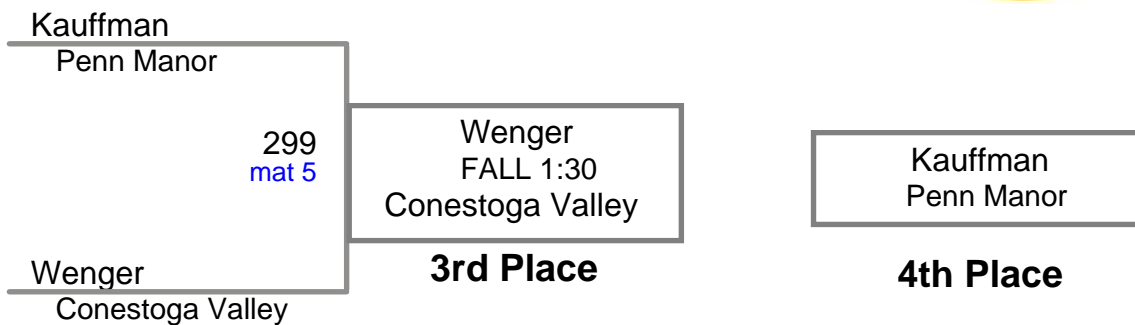 Kauffman
Penn Manor
299
mat 5
Wenger
Conestoga Valley
Wenger
FALL 1:30
Conestoga Valley
3rd Place
Kauffman
Penn Manor
4th Place